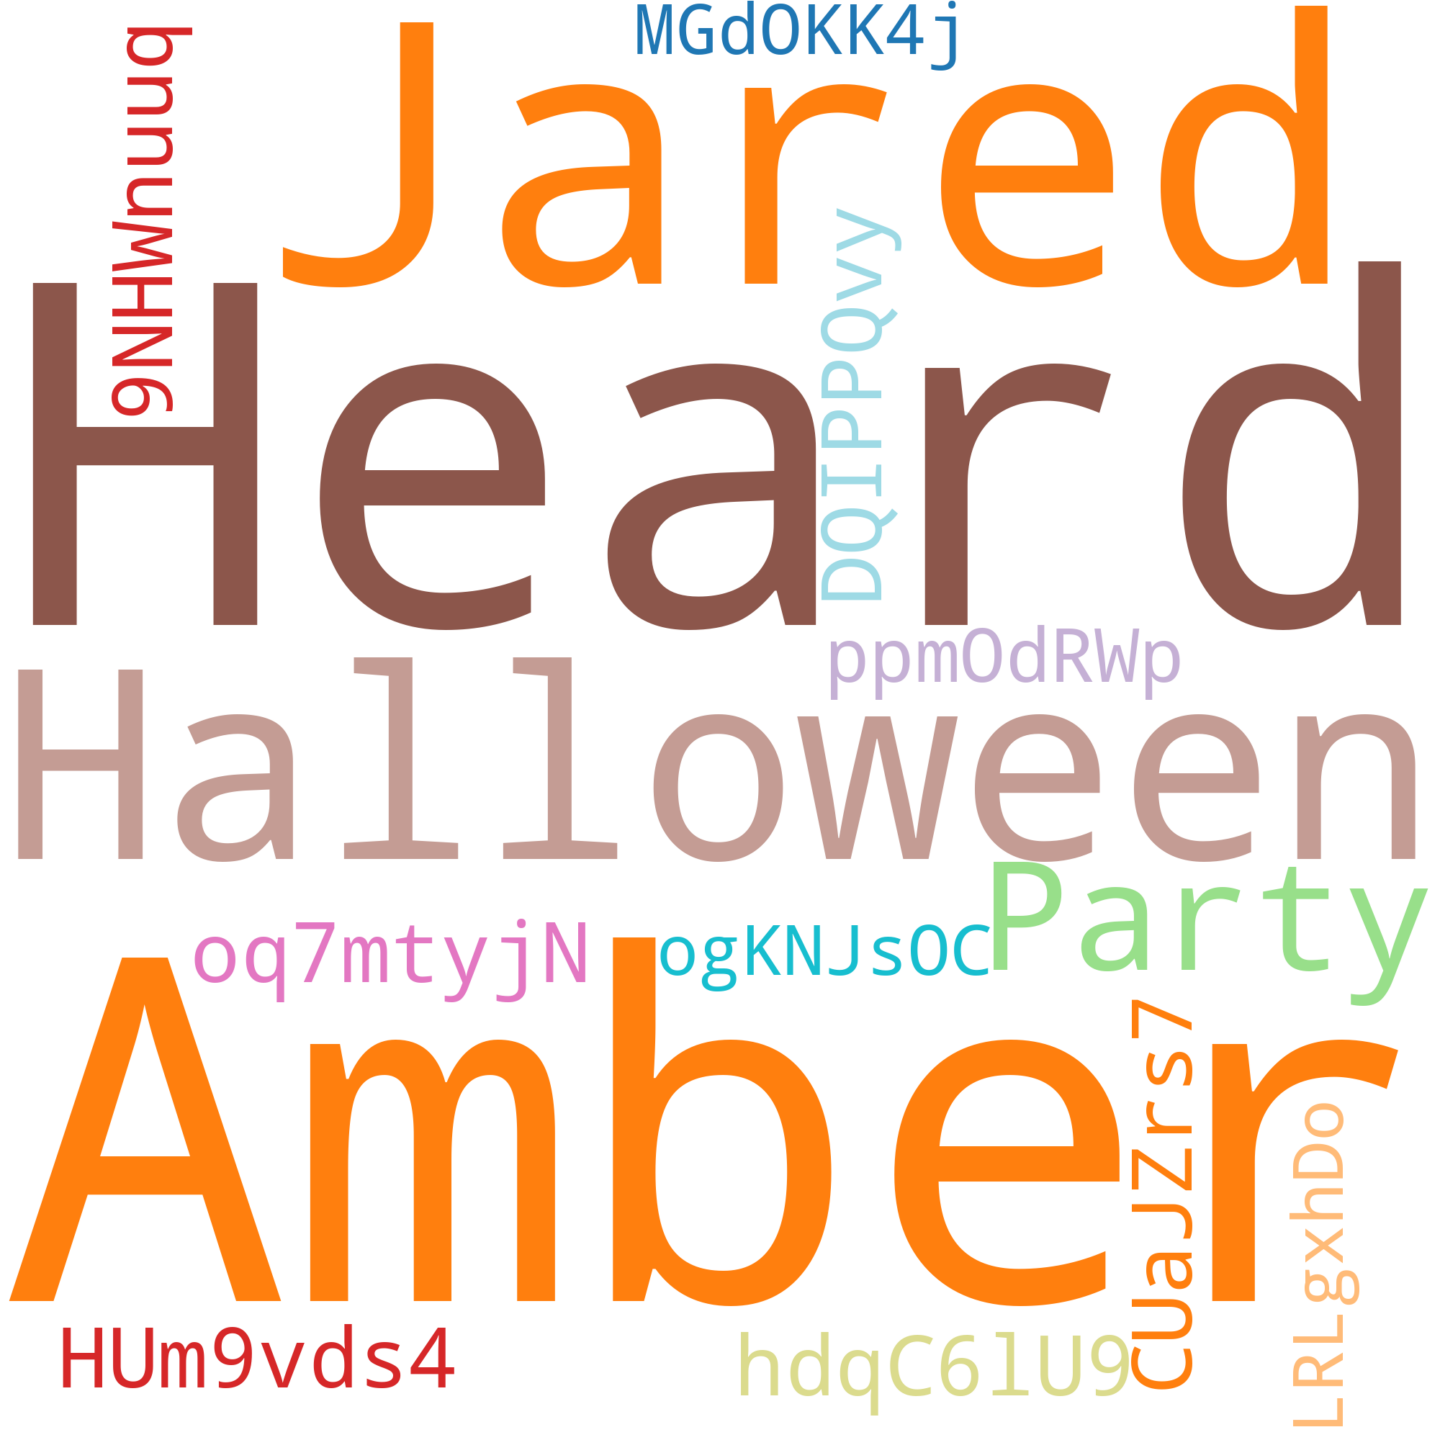 MGdOKK4j
Jared
9NHWnuuq
DQIPPQvy
Heard
ppmOdRWp
Halloween
Party
oq7mtyjN
ogKNJsOC
Amber
CUaJZrs7
LRLgxhDo
HUm9vds4
hdqC6lU9